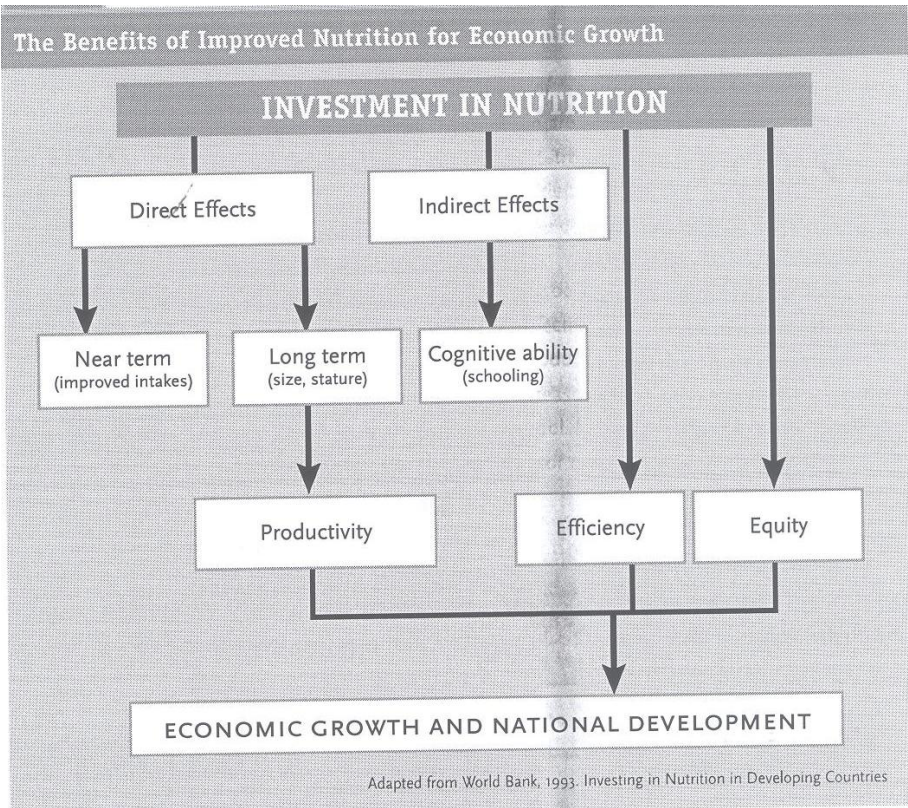 The Benefits of Improved Nutrition for Economic Growth
INVESTMENT IN NUTRITION
Direct Effects
Indirect Effects
Near term
(improved intakes)
Long term
(size, stature)
Cognitive ability
(schooling)
Productivity
Efficiency
Equity
ECONOMIC GROWTH AND NATIONAL DEVELOPMENT
Adapted from World Bank, 1993. Investing in Nutrition in Developing Countries